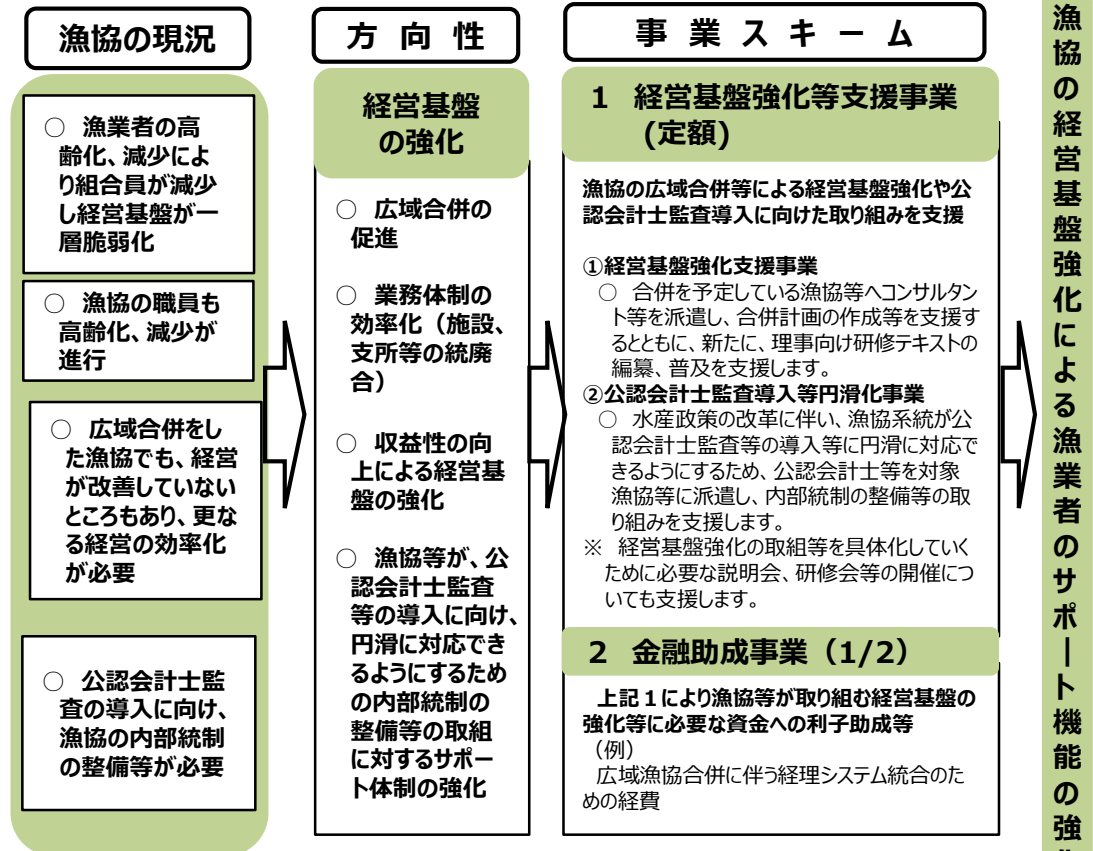 漁協の現況
○ 漁業者の高
齢化、減少によ
り組合員が減少
し経営基盤が一
層脆弱化
○ 漁協の職員も
高齢化、減少が
進行
○ 広域合併をし
た漁協でも、経営
が改善していない
ところもあり、更な
る経営の効率化
が必要
○ 公認会計士監
査の導入に向け、
漁協の内部統制
の整備等が必要
方 向 性
経営基盤
の強化
○ 広域合併の
促進
○ 業務体制の
効率化（施設、
支所等の統廃
合）
○ 収益性の向
上による経営基
盤の強化
○ 漁協等が、公
認会計士監査
等の導入に向け、
円滑に対応でき
るようにするため
の内部統制の
整備等の取組
に対するサポー
ト体制の強化
事 業 ス キ ー ム
1 経営基盤強化等支援事業
(定額)
漁協の広域合併等による経営基盤強化や公
認会計士監査導入に向けた取り組みを支援
①経営基盤強化支援事業
○ 合併を予定している漁協等へコンサルタン
ト等を派遣し、合併計画の作成等を支援す
るとともに、新たに、理事向け研修テキストの
編纂、普及を支援します。
②公認会計士監査導入等円滑化事業
○ 水産政策の改革に伴い、漁協系統が公
認会計士監査等の導入等に円滑に対応で
きるようにするため、公認会計士等を対象
漁協等に派遣し、内部統制の整備等の取
り組みを支援します。
※ 経営基盤強化の取組等を具体化していく
ために必要な説明会、研修会等の開催につ
いても支援します。
2 金融助成事業（1/2）
上記１により漁協等が取り組む経営基盤の
強化等に必要な資金への利子助成等
（例）
広域漁協合併に伴う経理システム統合のた
めの経費
漁協の経営基盤強化による漁業者のサポート機能の強